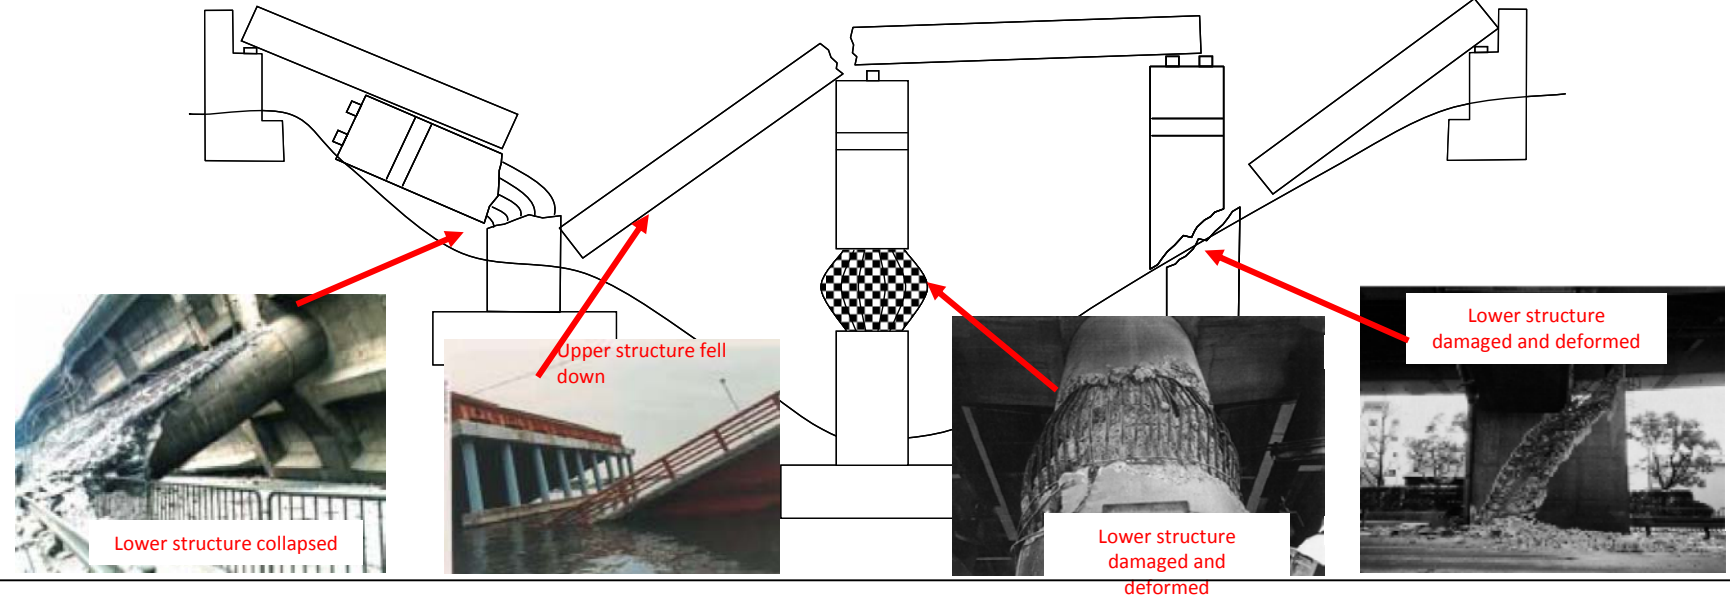 Lower structure collapsed
Upper structure fell
down
Lower structure
damaged and
deformed
Lower structure
damaged and deformed